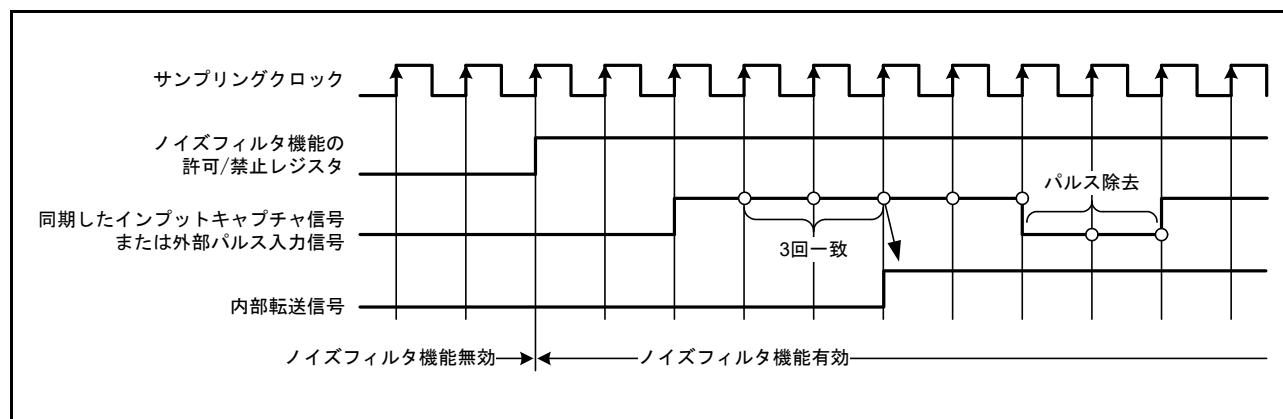 サンプリングクロック
ノイズフィルタ機能の
許可/禁止レジスタ
パルス除去
同期したインプットキャプチャ信号
または外部パルス入力信号
3回一致
内部転送信号
ノイズフィルタ機能無効
ノイズフィルタ機能有効